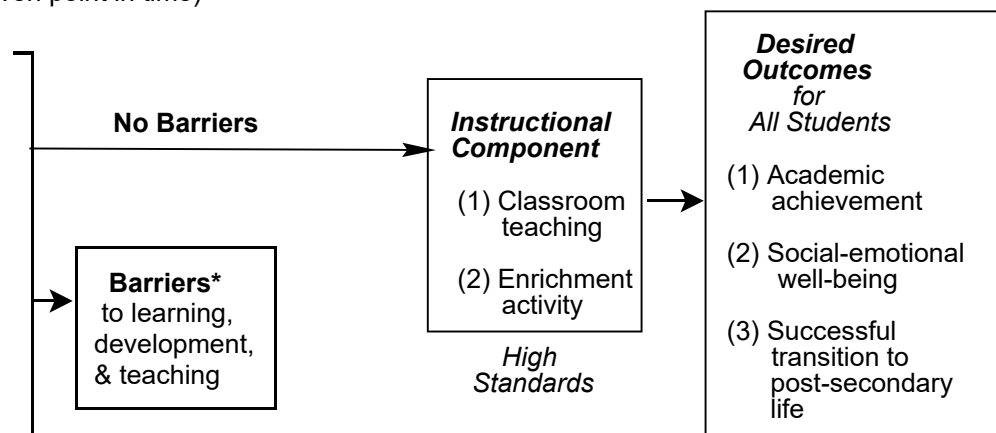 point in time)
No Barriers
Barriers*
to learning,
development,
& teaching
Instructional
Component
(1) Classroom
teaching
(2) Enrichment
activity
High
Standards
Desired
Outcomes
for
All Students
(1) Academic
achievement
(2) Social-emotional
well-being
(3) Successful
transition to
post-secondary
life